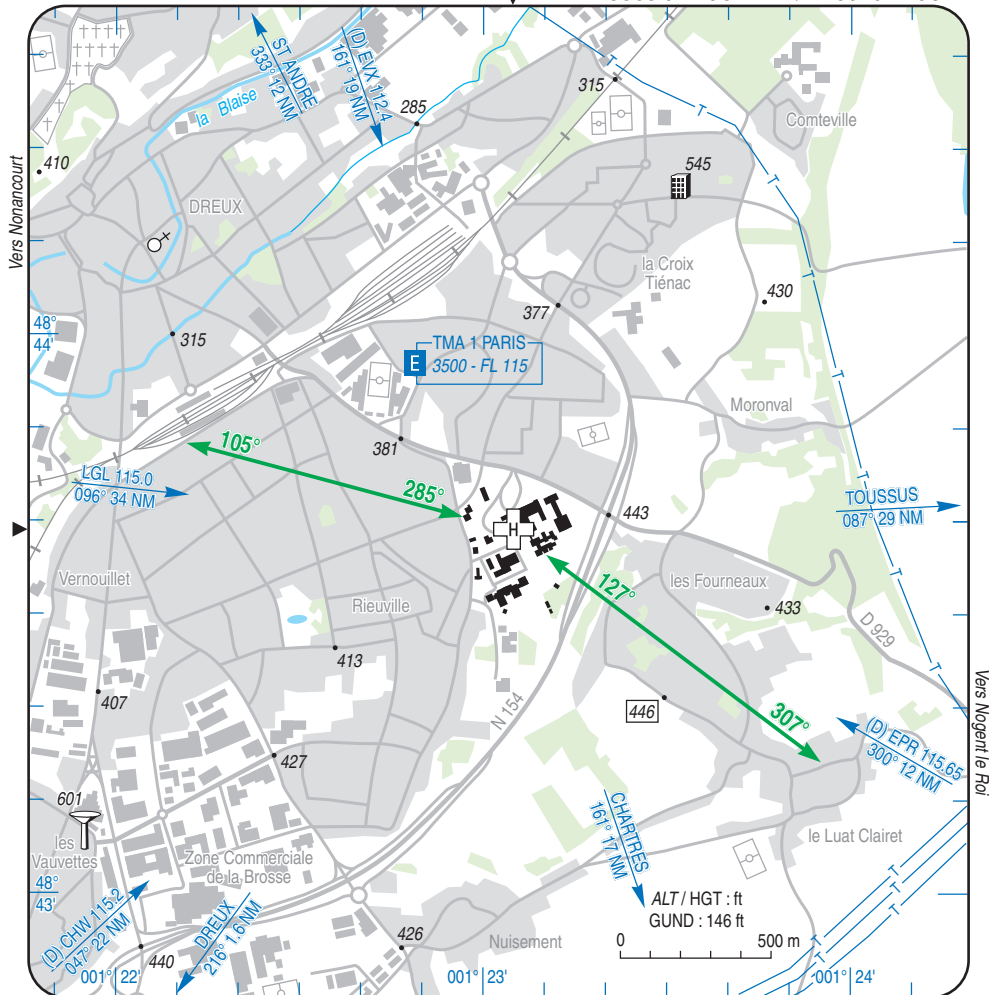 ST ANDRE
333° 12 NM
(D) EVX 112.4
161° 19 NM
la Blaise
285
315
Comteville
410
545
DREUX
Vers Nonancourt
la Croix
Tiénac
430
377
48°
44'
315
TMA 1 PARIS
E
3500 - FL 115
Moronval
381
105°
285°
LGL 115.0
096° 34 NM
H
443
TOUSSUS
087° 29 NM
Vernouillet
Rieuville
127°
les Fourneaux
433
D 929
413
407
N 154
446
307°
Vers Nogent le Roi
(D) EPR 115.65
300° 12 NM
427
601
les
Vauvettes
CHARTRES
161° 17 NM
le Luat Clairet
Zone Commerciale
de la Brosse
48°
43'
(D) CHW 115.2
047° 22 NM
DREUX
216° 1.6 NM
ALT / HGT : ft
GUND : 146 ft
0
500 m
426
Nuisement
440
001° 22'
001° 23'
001° 24'
T
T
T
T
T
T
T
T
T
T
T
T